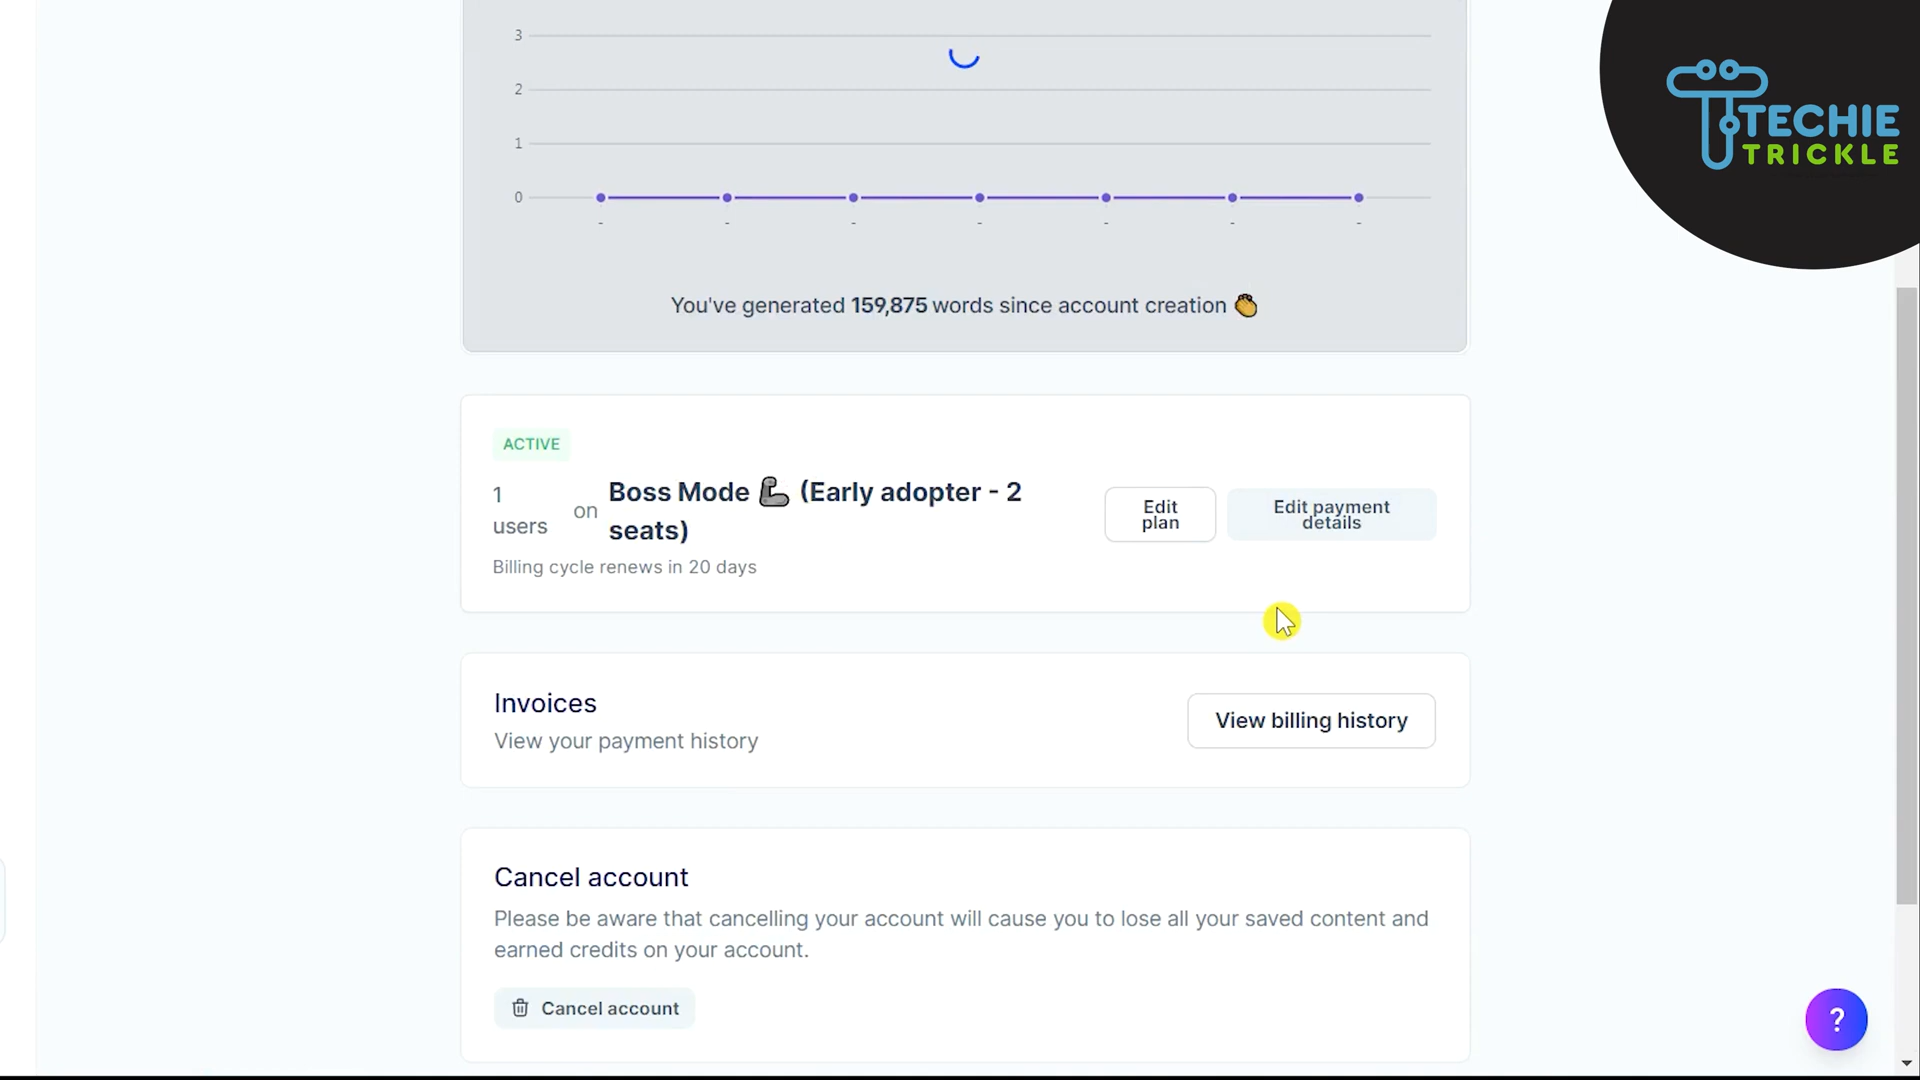 TECHIE
TRICKLE
3
2
1
0
- - - - - - -
You've generated 159,875 words since account creation 👏
ACTIVE
1
users
on
Boss Mode 🦾 (Early adopter - 2
seats)
Billing cycle renews in 20 days
Edit
plan
Edit payment
details
Invoices
View your payment history
View billing history
Cancel account
Please be aware that cancelling your account will cause you to lose all your saved content and
earned credits on your account.
Cancel account
?